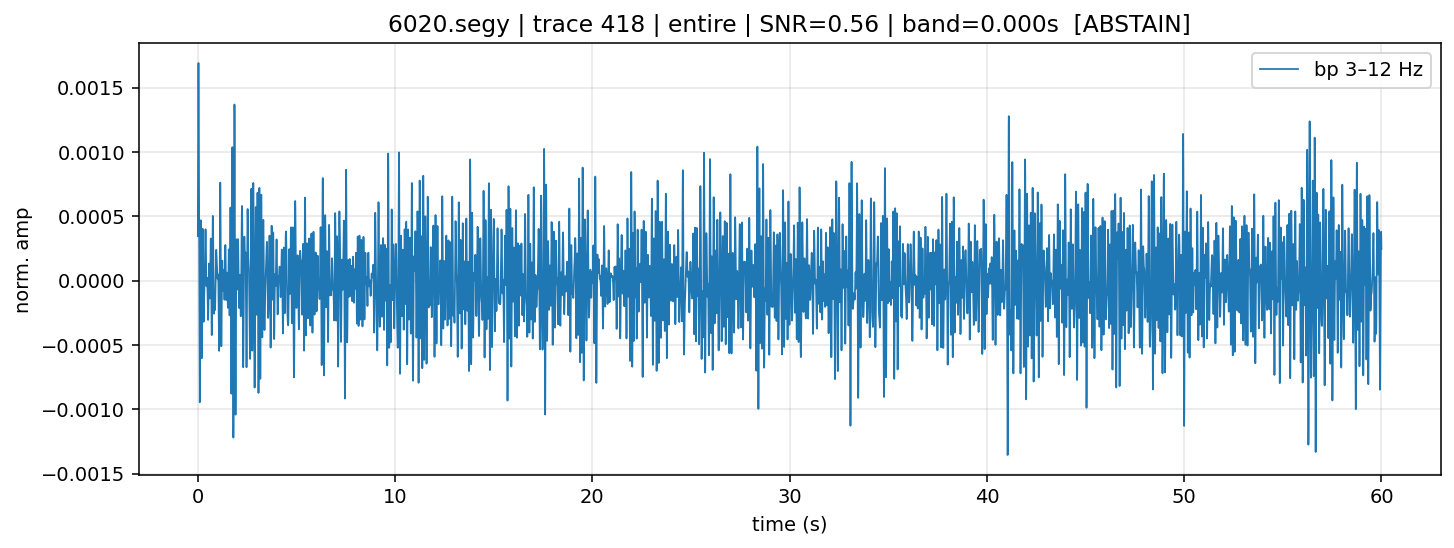 6020.segy | trace 418 | entire | SNR=0.56 | band=0.000s  [ABSTAIN]
bp 3–12 Hz
norm. amp
0.0015
0.0010
0.0005
0.0000
−0.0005
−0.0010
−0.0015
0 10 20 30 40 50 60
time (s)